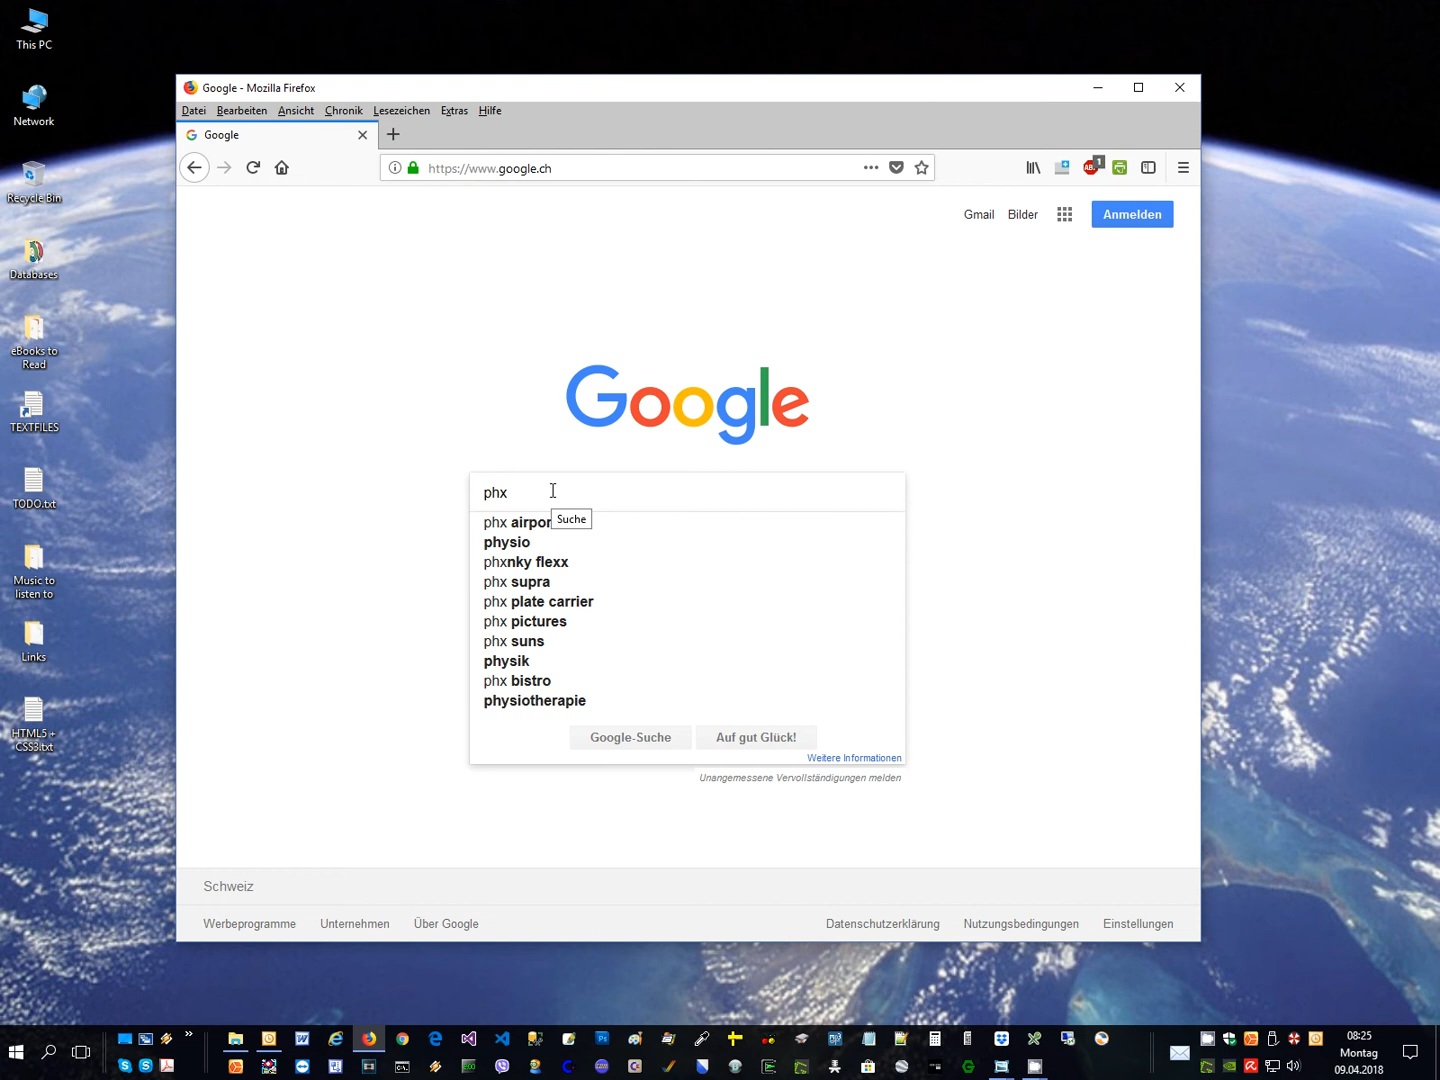 This PC
Network
Recycle Bin
Databases
eBooks to
Read
TEXTFILES
TODO.txt
Music to
listen to
Links
HTML5 +
CSS3.txt
Google - Mozilla Firefox
Datei Bearbeiten Ansicht Chronik Lesezeichen Extras Hilfe
Google
https://www.google.ch
1
Gmail Bilder Anmelden
Google
phx
Suche
phx
physio
phxnky flexx
phx supra
phx plate carrier
phx pictures
phx suns
physik
phx bistro
physiotherapie
Google-Suche Auf gut Glück!
Weitere Informationen
Unangemessene Vervollständigungen melden
Schweiz
Werbeprogramme Unternehmen Über Google Datenschutzerklärung Nutzungsbedingungen Einstellungen
08:25
Montag
09.04.2018